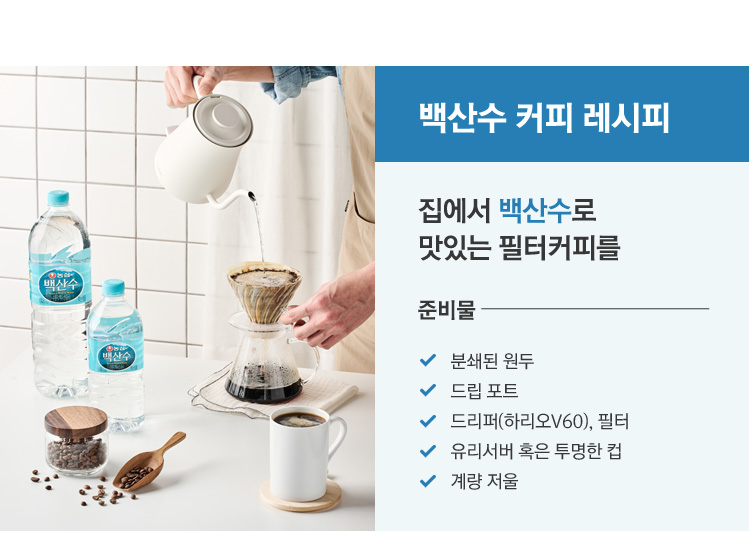 백산수 커피 레시피
집에서 백산수로
맛있는 필터커피를
준비물
분쇄된 원두
드립 포트
드리퍼(하리오V60), 필터
유리서버 혹은 투명한 컵
계량 저울
농심
백산수
농심
백산수